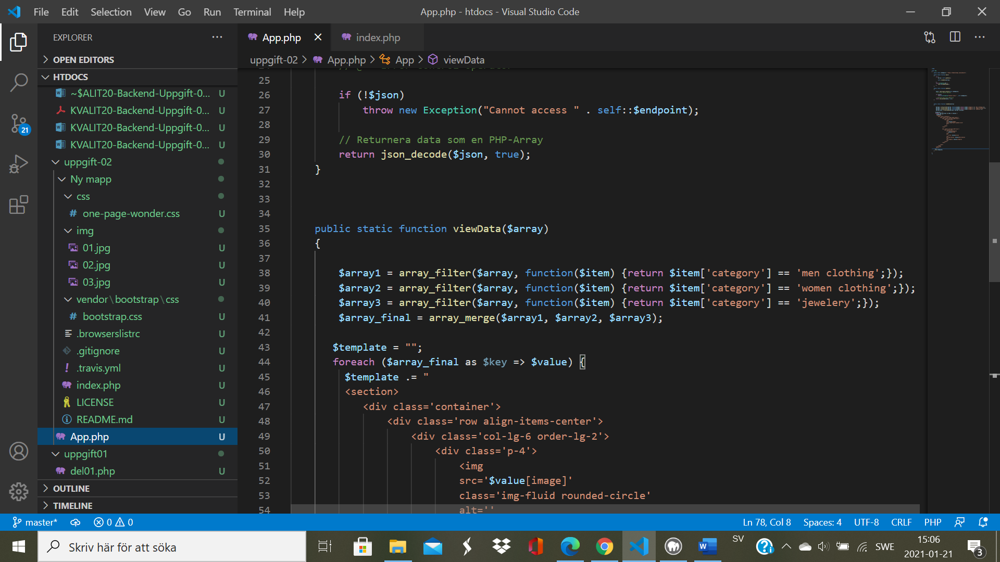 File Edit Selection View Go Run Terminal Help
App.php - htdocs - Visual Studio Code
EXPLORER
OPEN EDITORS
HTDOCS
~$ALIT20-Backend-Uppgift-0... U
KVALIT20-Backend-Uppgift-0... U
KVALIT20-Backend-Uppgift-0... U
KVALIT20-Backend-Uppgift-0... U
uppgift-02
Ny mapp
css
# one-page-wonder.css U
img
01.jpg U
02.jpg U
03.jpg U
vendor\bootstrap\css
# bootstrap.css U
.browserslistrc U
.gitignore U
! .travis.yml U
index.php U
LICENSE U
README.md U
App.php U
uppgift01
del01.php U
OUTLINE
TIMELINE
21
App.php
index.php
uppgift-02 > App.php > App > viewData
25
26 if (!$json)
27 throw new Exception("Cannot access " . self::$endpoint);
28
29 // Returnera data som en PHP-Array
30 return json_decode($json, true);
31 }
32
33
34
35 public static function viewData($array)
36 {
37
38 $array1 = array_filter($array, function($item) {return $item['category'] == 'men clothing';});
39 $array2 = array_filter($array, function($item) {return $item['category'] == 'women clothing';});
40 $array3 = array_filter($array, function($item) {return $item['category'] == 'jewelery';});
41 $array_final = array_merge($array1, $array2, $array3);
42
43 $template = "";
44 foreach ($array_final as $key => $value) {
45 $template .= "
46 <section>
47 <div class='container'>
48 <div class='row align-items-center'>
49 <div class='col-lg-6 order-lg-2'>
50 <div class='p-4'>
51 <img
52 src='$value[image]'
53 class='img-fluid rounded-circle'
54 alt=''
master* 0 0
Ln 78, Col 8 Spaces: 4 UTF-8 CRLF PHP
Skriv här för att söka
SV
SWE
15:06
2021-01-21
3